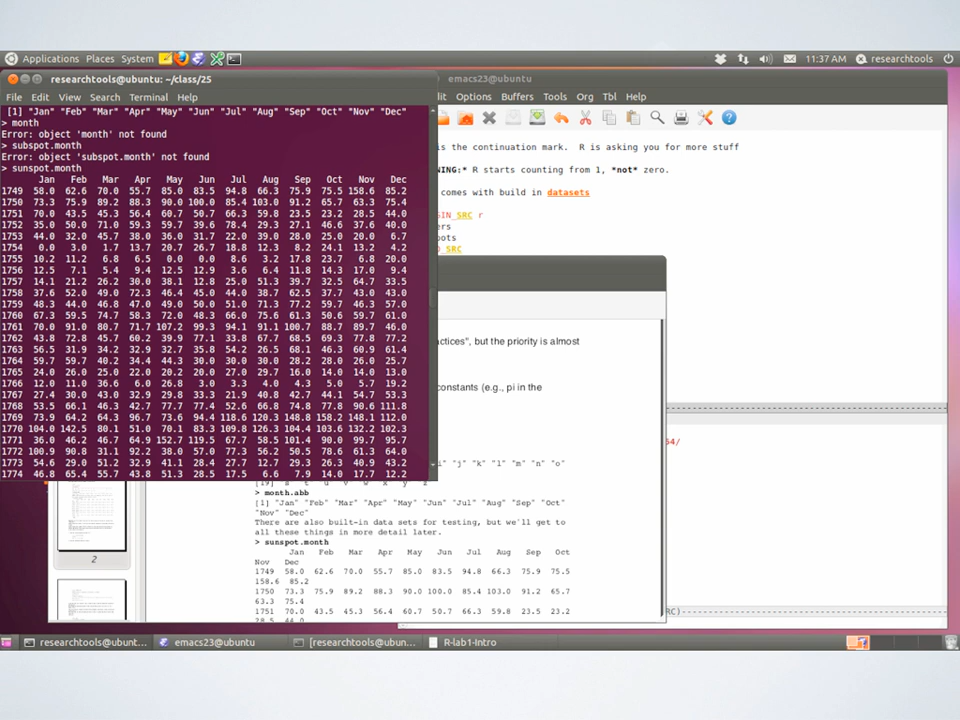 Applications Places System 11:37 AM researchtools
researchtools@ubuntu: ~/class/25
File Edit View Search Terminal Help
[1] "Jan" "Feb" "Mar" "Apr" "May" "Jun" "Jul" "Aug" "Sep" "Oct" "Nov" "Dec"
> month
Error: object 'month' not found
> subspot.month
Error: object 'subspot.month' not found
> sunspot.month
Jan Feb Mar Apr May Jun Jul Aug Sep Oct Nov Dec
1749 58.0 62.6 70.0 55.7 85.0 83.5 94.8 66.3 75.9 75.5 158.6 85.2
1750 73.3 75.9 89.2 88.3 90.0 100.0 85.4 103.0 91.2 65.7 63.3 75.4
1751 70.0 43.5 45.3 56.4 60.7 50.7 66.3 59.8 23.5 23.2 28.5 44.0
1752 35.0 50.0 71.0 59.3 59.7 39.6 78.4 29.3 27.1 46.6 37.6 40.0
1753 44.0 32.0 45.7 38.0 36.0 31.7 22.0 39.0 28.0 25.0 20.0 6.7
1754 0.0 3.0 1.7 13.7 20.7 26.7 18.8 12.3 8.2 24.1 13.2 4.2
1755 10.2 11.2 6.8 6.5 0.0 0.0 8.6 3.2 17.8 23.7 6.8 20.0
1756 12.5 7.1 5.4 9.4 12.5 12.9 3.6 6.4 11.8 14.3 17.0 9.4
1757 14.1 21.2 26.2 30.0 38.1 12.8 25.0 51.3 39.7 32.5 64.7 33.5
1758 37.6 52.0 49.0 72.3 46.4 45.0 44.0 38.7 62.5 37.7 43.0 43.0
1759 48.3 44.0 46.8 47.0 49.0 50.0 51.0 71.3 77.2 59.7 46.3 57.0
1760 67.3 59.5 74.7 58.3 72.0 48.3 66.0 75.6 61.3 50.6 59.7 61.0
1761 70.0 91.0 80.7 71.7 107.2 99.3 94.1 91.1 100.7 88.7 89.7 46.0
1762 43.8 72.8 45.7 60.2 39.9 77.1 33.8 67.7 68.5 69.3 77.8 77.2
1763 56.5 31.9 34.2 32.9 32.7 35.8 54.2 26.5 68.1 46.3 60.9 61.4
1764 59.7 59.7 40.2 34.4 44.3 30.0 30.0 30.0 28.2 28.0 26.0 25.7
1765 24.0 26.0 25.0 22.0 20.2 20.0 27.0 29.7 16.0 14.0 14.0 13.0
1766 12.0 11.0 36.6 6.0 26.8 3.0 3.3 4.0 4.3 5.0 5.7 19.2
1767 27.4 30.0 43.0 32.9 29.8 33.3 21.9 40.8 42.7 44.1 54.7 53.3
1768 53.5 66.1 46.3 42.7 77.7 77.4 52.6 66.8 74.8 77.8 90.6 111.8
1769 73.9 64.2 64.3 96.7 73.6 94.4 118.6 120.3 148.8 158.2 148.1 112.0
1770 104.0 142.5 80.1 51.0 70.1 83.3 109.8 126.3 104.4 103.6 132.2 102.3
1771 36.0 46.2 46.7 64.9 152.7 119.5 67.7 58.5 101.4 90.0 99.7 95.7
1772 100.9 90.8 31.1 92.2 38.0 57.0 77.3 56.2 50.5 78.6 61.3 64.0
1773 54.6 29.0 51.2 32.9 41.1 28.4 27.7 12.7 29.3 26.3 40.9 43.2
1774 46.8 65.4 55.7 43.8 51.3 28.5 17.5 6.6 7.9 14.0 17.7 12.2
emacs23@ubuntu
dit Options Buffers Tools Org Tbl Help
is the continuation mark. R is asking you for more stuff
NING:* R starts counting from 1, *not* zero.
comes with build in datasets
GIN_SRC r
ers
ots
D_SRC
64/
RC)
actices", but the priority is almost
constants (e.g., pi in the
i" "j" "k" "l" "m" "n" "o"
> month.abb
[1] "Jan" "Feb" "Mar" "Apr" "May" "Jun" "Jul" "Aug" "Sep" "Oct"
"Nov" "Dec"
There are also built-in data sets for testing, but we'll get to
all these things in more detail later.
> sunspot.month
Jan Feb Mar Apr May Jun Jul Aug Sep Oct
Nov Dec
1749 58.0 62.6 70.0 55.7 85.0 83.5 94.8 66.3 75.9 75.5
158.6 85.2
1750 73.3 75.9 89.2 88.3 90.0 100.0 85.4 103.0 91.2 65.7
63.3 75.4
1751 70.0 43.5 45.3 56.4 60.7 50.7 66.3 59.8 23.5 23.2
28.5 44.0
2
researchtools@ubunt... emacs23@ubuntu [researchtools@ubun... R-lab1-Intro